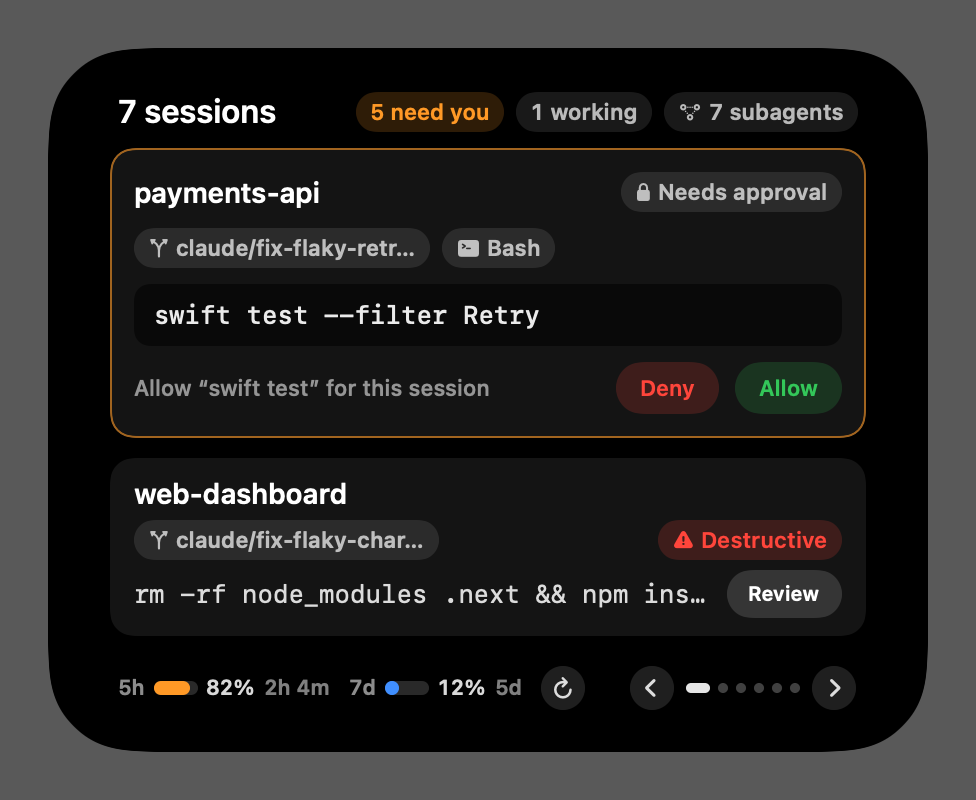 7 sessions 5 need you 1 working 7 subagents
payments-api Needs approval
claude/fix-flaky-retr... Bash
swift test --filter Retry
Allow “swift test” for this session Deny Allow
web-dashboard
claude/fix-flaky-char... Destructive
rm -rf node_modules .next && npm ins… Review
5h 82% 2h 4m 7d 12% 5d